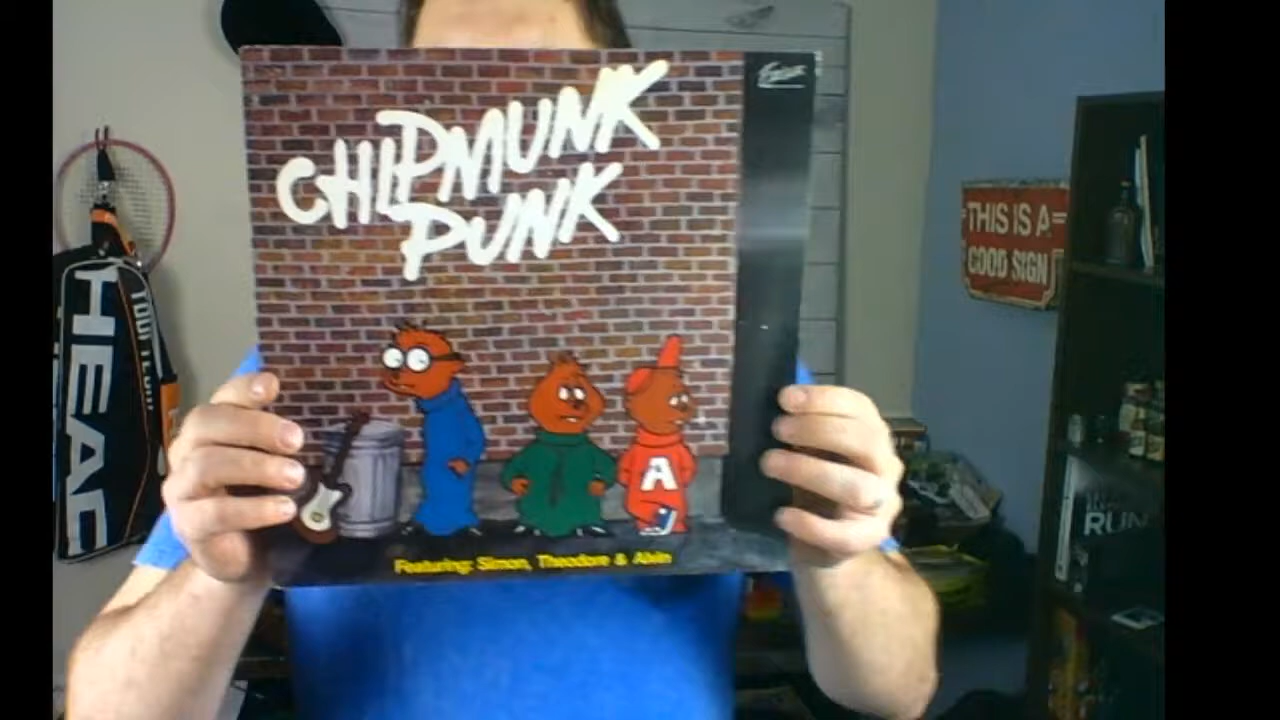 CHIPMUNK
PUNK
Featuring: Simon, Theodore & Alvin
A
THIS IS A
GOOD SIGN
HEAD
RUN